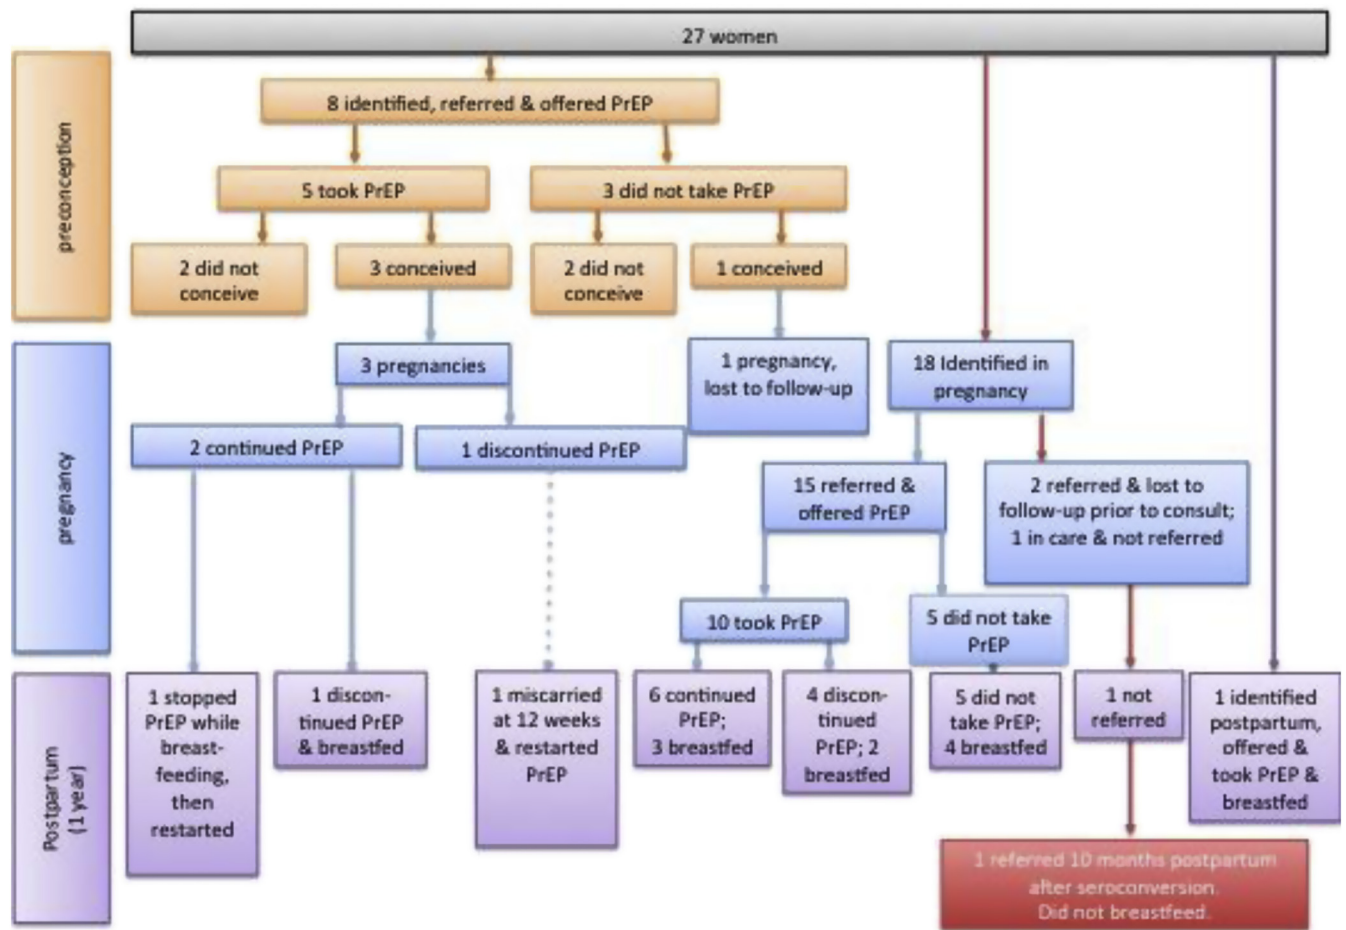 27 women
preconception
8 identified, referred & offered PrEP
5 took PrEP
3 did not take PrEP
2 did not
conceive
3 conceived
2 did not
conceive
1 conceived
pregnancy
3 pregnancies
1 pregnancy,
lost to follow-up
18 Identified in
pregnancy
2 continued PrEP
1 discontinued PrEP
15 referred &
offered PrEP
2 referred & lost to
follow-up prior to consult;
1 in care & not referred
10 took PrEP
5 did not take
PrEP
Postpartum
(1 year)
1 stopped
PrEP while
breast-
feeding,
then
restarted
1 discon-
tinued PrEP
& breastfed
1 miscarried
at 12 weeks
& restarted
PrEP
6 continued
PrEP;
3 breastfed
4 discon-
tinued
PrEP; 2
breastfed
5 did not
take PrEP;
4 breastfed
1 not
referred
1 identified
postpartum,
offered &
took PrEP &
breastfed
1 referred 10 months postpartum
after seroconversion.
Did not breastfeed.